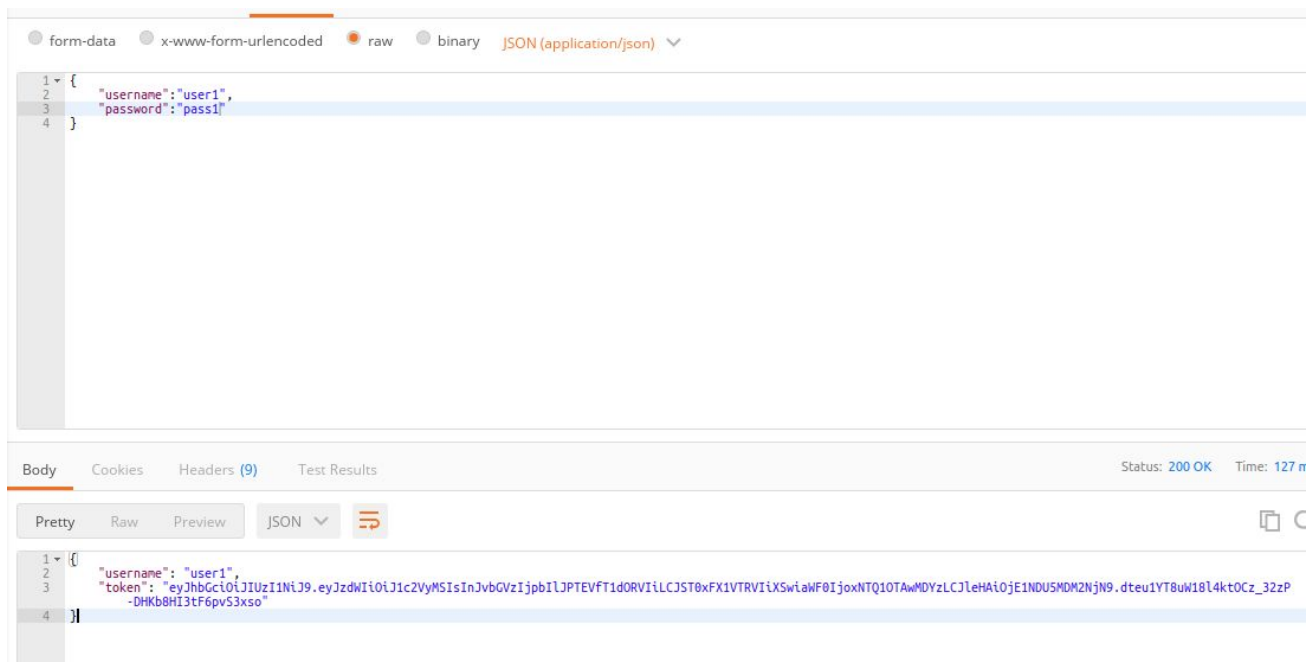 form-data x-www-form-urlencoded raw binary JSON (application/json)
1 {
2 "username":"user1",
3 "password":"pass1"
4 }
Body Cookies Headers (9) Test Results Status: 200 OK Time: 127 m
Pretty Raw Preview JSON
1 {
2 "username": "user1",
3 "token": "eyJhbGciOiJIUzI1NiJ9.eyJzdWIiOiJ1c2VyMSIsInJvbGVzIjpbIlJPTEVfT1dORVIiLCJST0xFX1VTRVIiXSwiaWF0IjoxNTQ1OTAwMDYzLCJleHAiOjE1NDU5MDM2NjN9.dteu1YT8uW18l4ktOCz_32zP
-DHKb8HI3tF6pvS3xso"
4 }